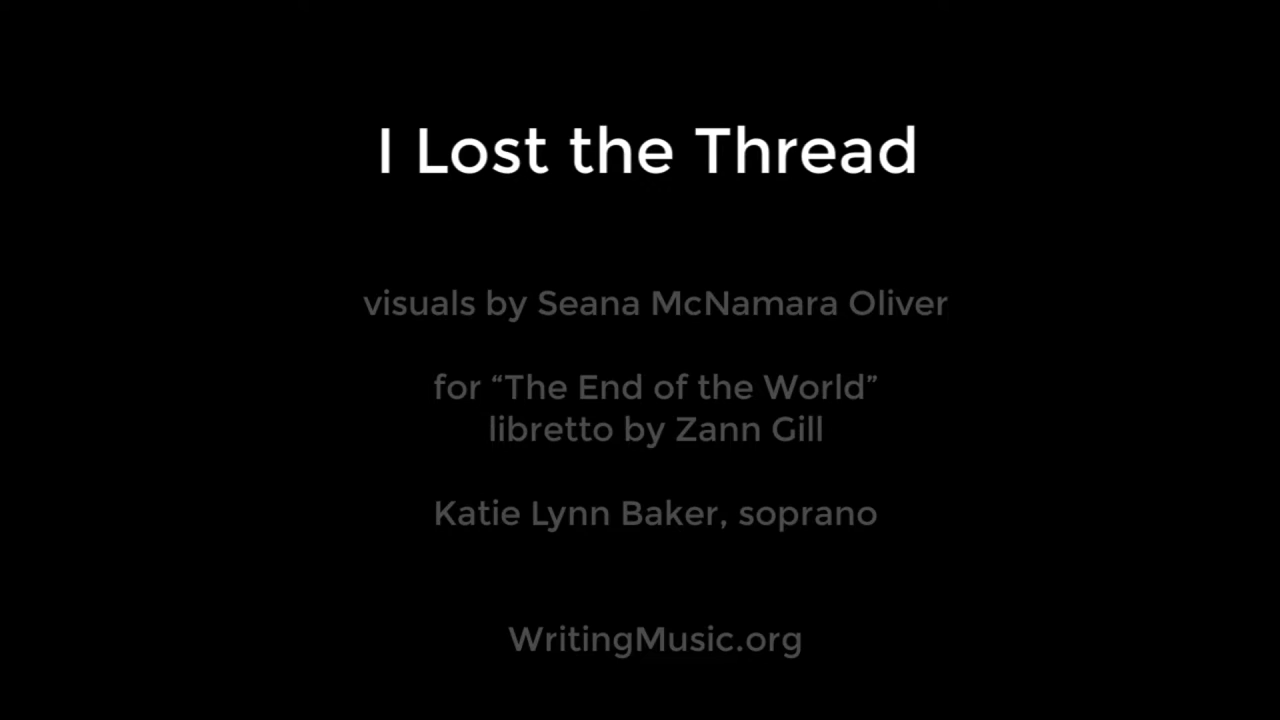 I Lost the Thread
visuals by Seana McNamara Oliver
for “The End of the World”
libretto by Zann Gill
Katie Lynn Baker, soprano
WritingMusic.org